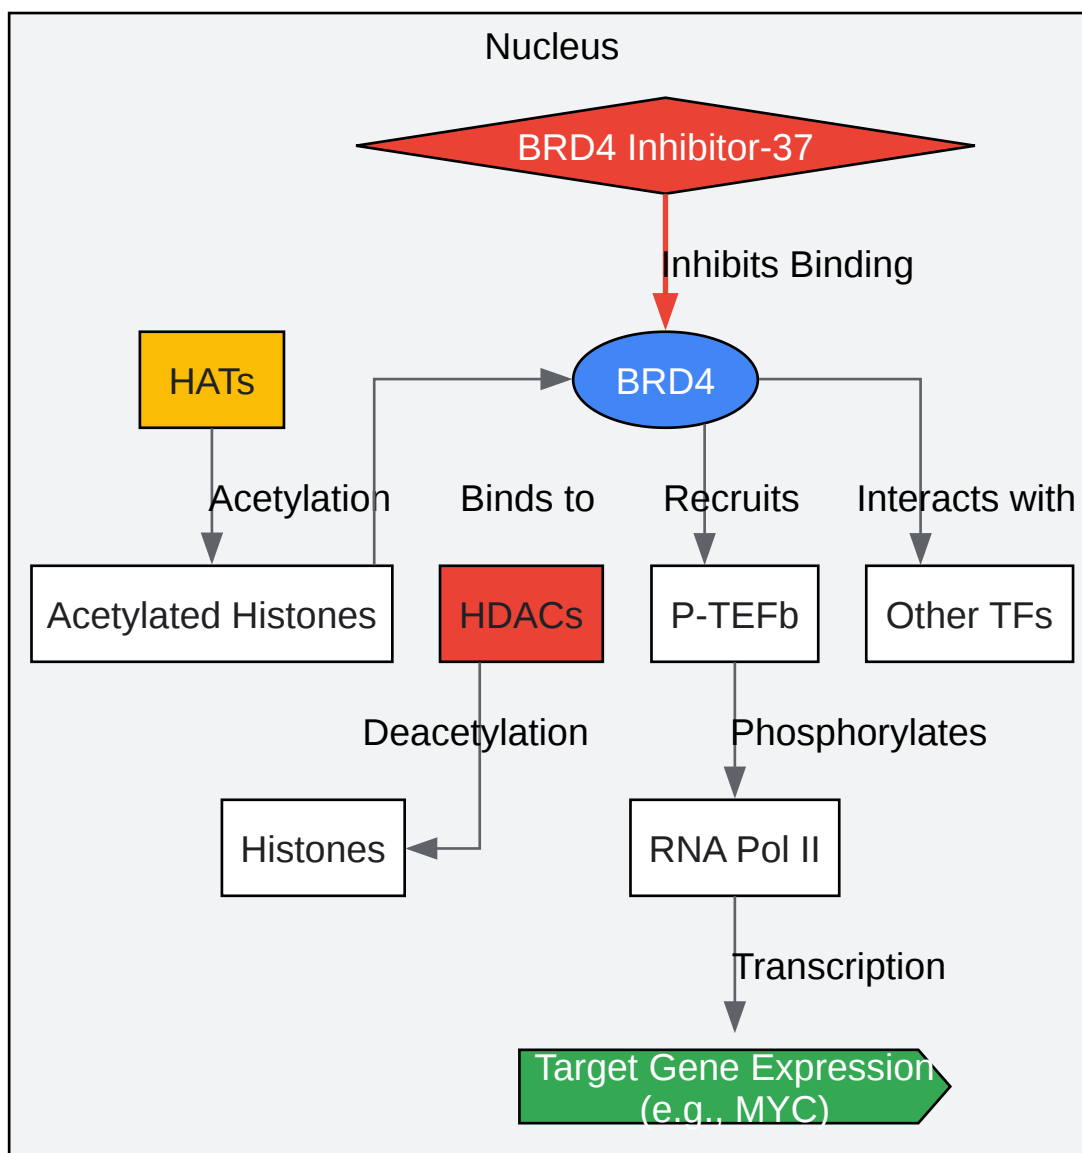 Nucleus
BRD4 Inhibitor-37
Inhibits Binding
HATs
BRD4
Acetylation
Binds to
Recruits
Interacts with
Acetylated Histones
HDACs
P-TEFb
Other TFs
Deacetylation
Phosphorylates
Histones
RNA Pol II
Transcription
Target Gene Expression
(e.g., MYC)